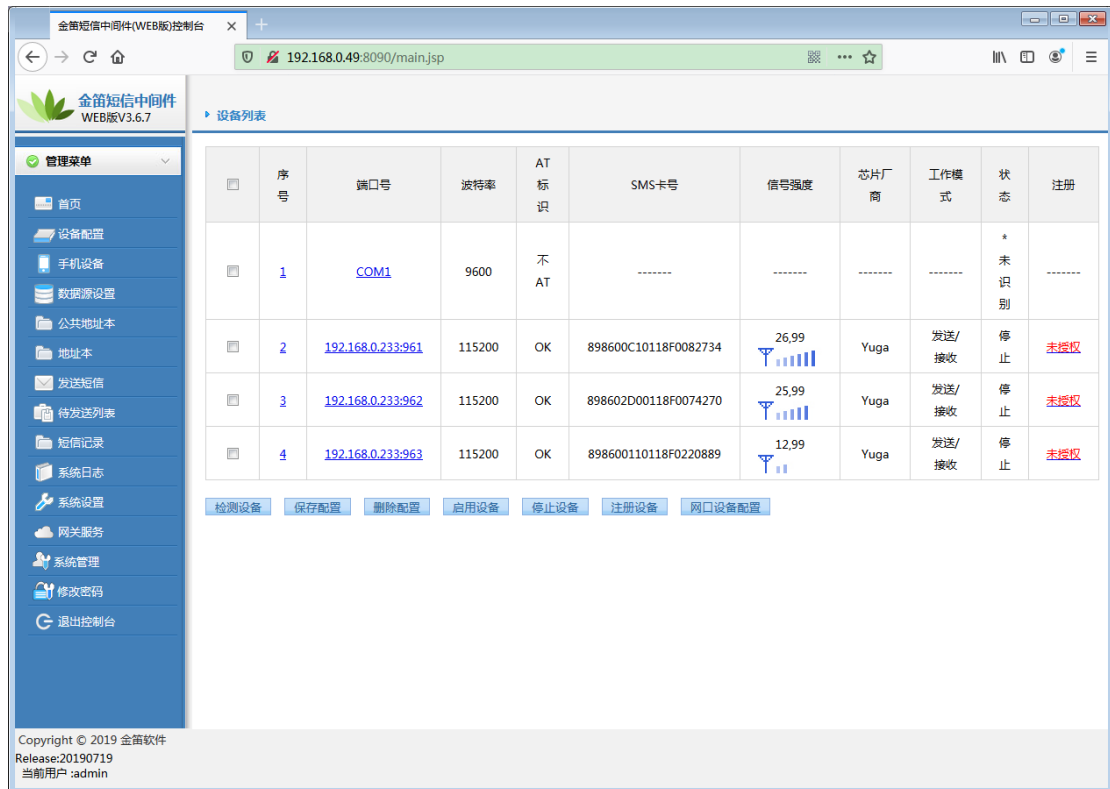 金笛短信中间件(WEB版)控制台
192.168.0.49:8090/main.jsp
金笛短信中间件
WEB版V3.6.7
设备列表
管理菜单
首页
设备配置
手机设备
数据源设置
公共地址本
地址本
发送短信
待发送列表
短信记录
系统日志
系统设置
网关服务
系统管理
修改密码
退出控制台
序号 端口号 波特率 AT标识 SMS卡号 信号强度 芯片厂商 工作模式 状态 注册
1 COM1 9600 不AT ------- ------- ------- ------- *未识别 -------
2 192.168.0.233:961 115200 OK 898600C10118F0082734 26,99 Yuga 发送/接收 停止 未授权
3 192.168.0.233:962 115200 OK 898602D00118F0074270 25,99 Yuga 发送/接收 停止 未授权
4 192.168.0.233:963 115200 OK 898600110118F0220889 12,99 Yuga 发送/接收 停止 未授权
检测设备 保存配置 删除配置 启用设备 停止设备 注册设备 网口设备配置
Copyright © 2019 金笛软件
Release:20190719
当前用户 :admin